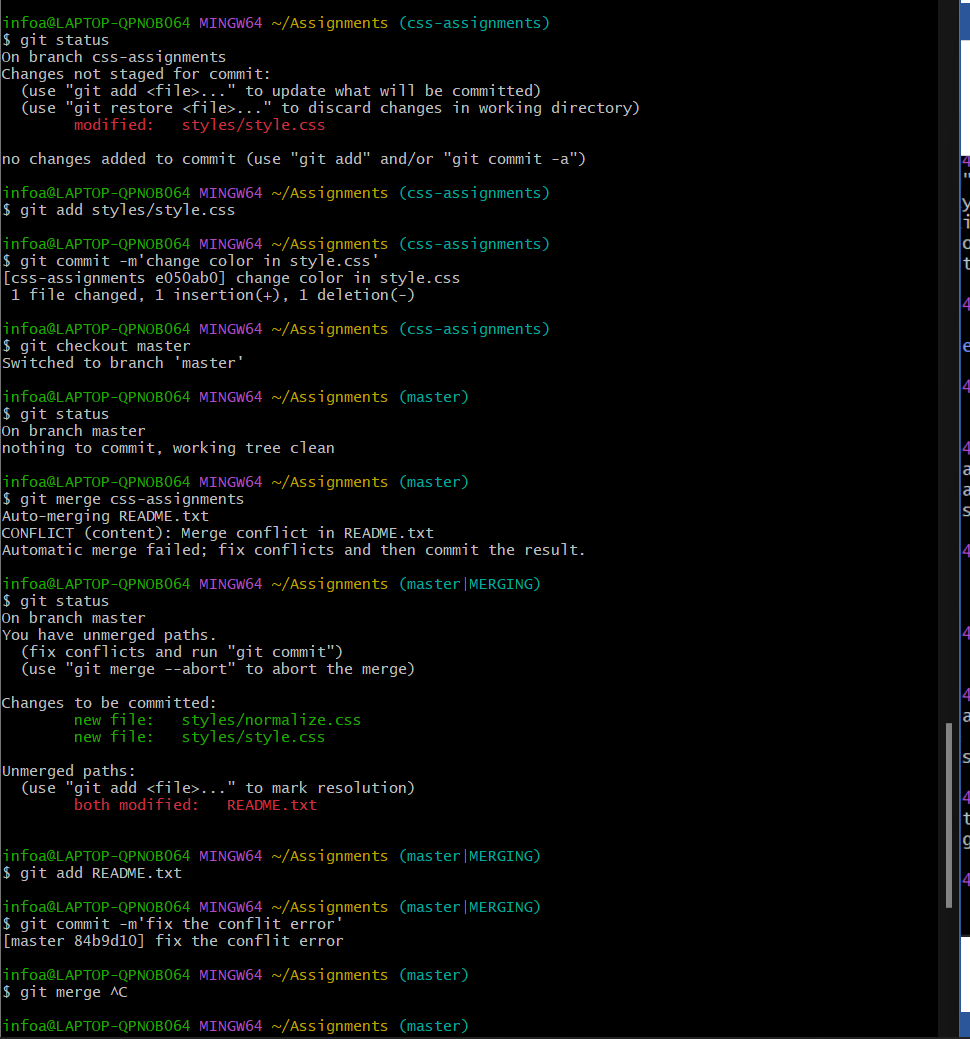 infoa@LAPTOP-QPNOB064 MINGW64 ~/Assignments (css-assignments)
$ git status
On branch css-assignments
Changes not staged for commit:
  (use "git add <file>..." to update what will be committed)
  (use "git restore <file>..." to discard changes in working directory)
        modified:   styles/style.css

no changes added to commit (use "git add" and/or "git commit -a")

infoa@LAPTOP-QPNOB064 MINGW64 ~/Assignments (css-assignments)
$ git add styles/style.css

infoa@LAPTOP-QPNOB064 MINGW64 ~/Assignments (css-assignments)
$ git commit -m'change color in style.css'
[css-assignments e050ab0] change color in style.css
 1 file changed, 1 insertion(+), 1 deletion(-)

infoa@LAPTOP-QPNOB064 MINGW64 ~/Assignments (css-assignments)
$ git checkout master
Switched to branch 'master'

infoa@LAPTOP-QPNOB064 MINGW64 ~/Assignments (master)
$ git status
On branch master
nothing to commit, working tree clean

infoa@LAPTOP-QPNOB064 MINGW64 ~/Assignments (master)
$ git merge css-assignments
Auto-merging README.txt
CONFLICT (content): Merge conflict in README.txt
Automatic merge failed; fix conflicts and then commit the result.

infoa@LAPTOP-QPNOB064 MINGW64 ~/Assignments (master|MERGING)
$ git status
On branch master
You have unmerged paths.
  (fix conflicts and run "git commit")
  (use "git merge --abort" to abort the merge)

Changes to be committed:
        new file:   styles/normalize.css
        new file:   styles/style.css

Unmerged paths:
  (use "git add <file>..." to mark resolution)
        both modified:   README.txt

infoa@LAPTOP-QPNOB064 MINGW64 ~/Assignments (master|MERGING)
$ git add README.txt

infoa@LAPTOP-QPNOB064 MINGW64 ~/Assignments (master|MERGING)
$ git commit -m'fix the conflit error'
[master 84b9d10] fix the conflit error

infoa@LAPTOP-QPNOB064 MINGW64 ~/Assignments (master)
$ git merge ^C

infoa@LAPTOP-QPNOB064 MINGW64 ~/Assignments (master)